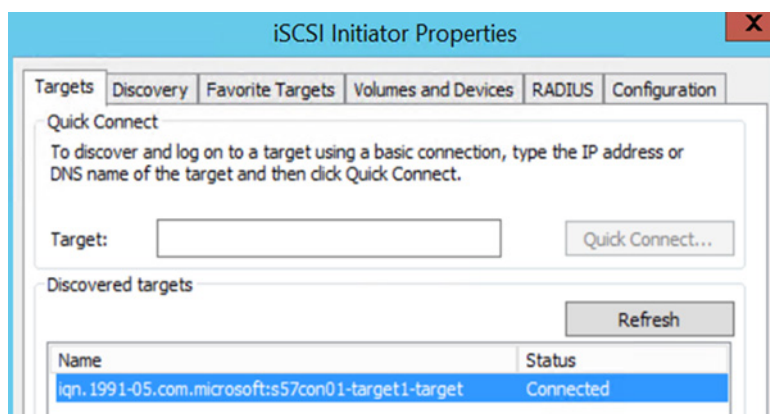 iSCSI Initiator Properties
X
Targets Discovery Favorite Targets Volumes and Devices RADIUS Configuration
Quick Connect
To discover and log on to a target using a basic connection, type the IP address or
DNS name of the target and then click Quick Connect.
Target: Quick Connect...
Discovered targets
Refresh
Name Status
iqn.1991-05.com.microsoft:s57con01-target1-target Connected